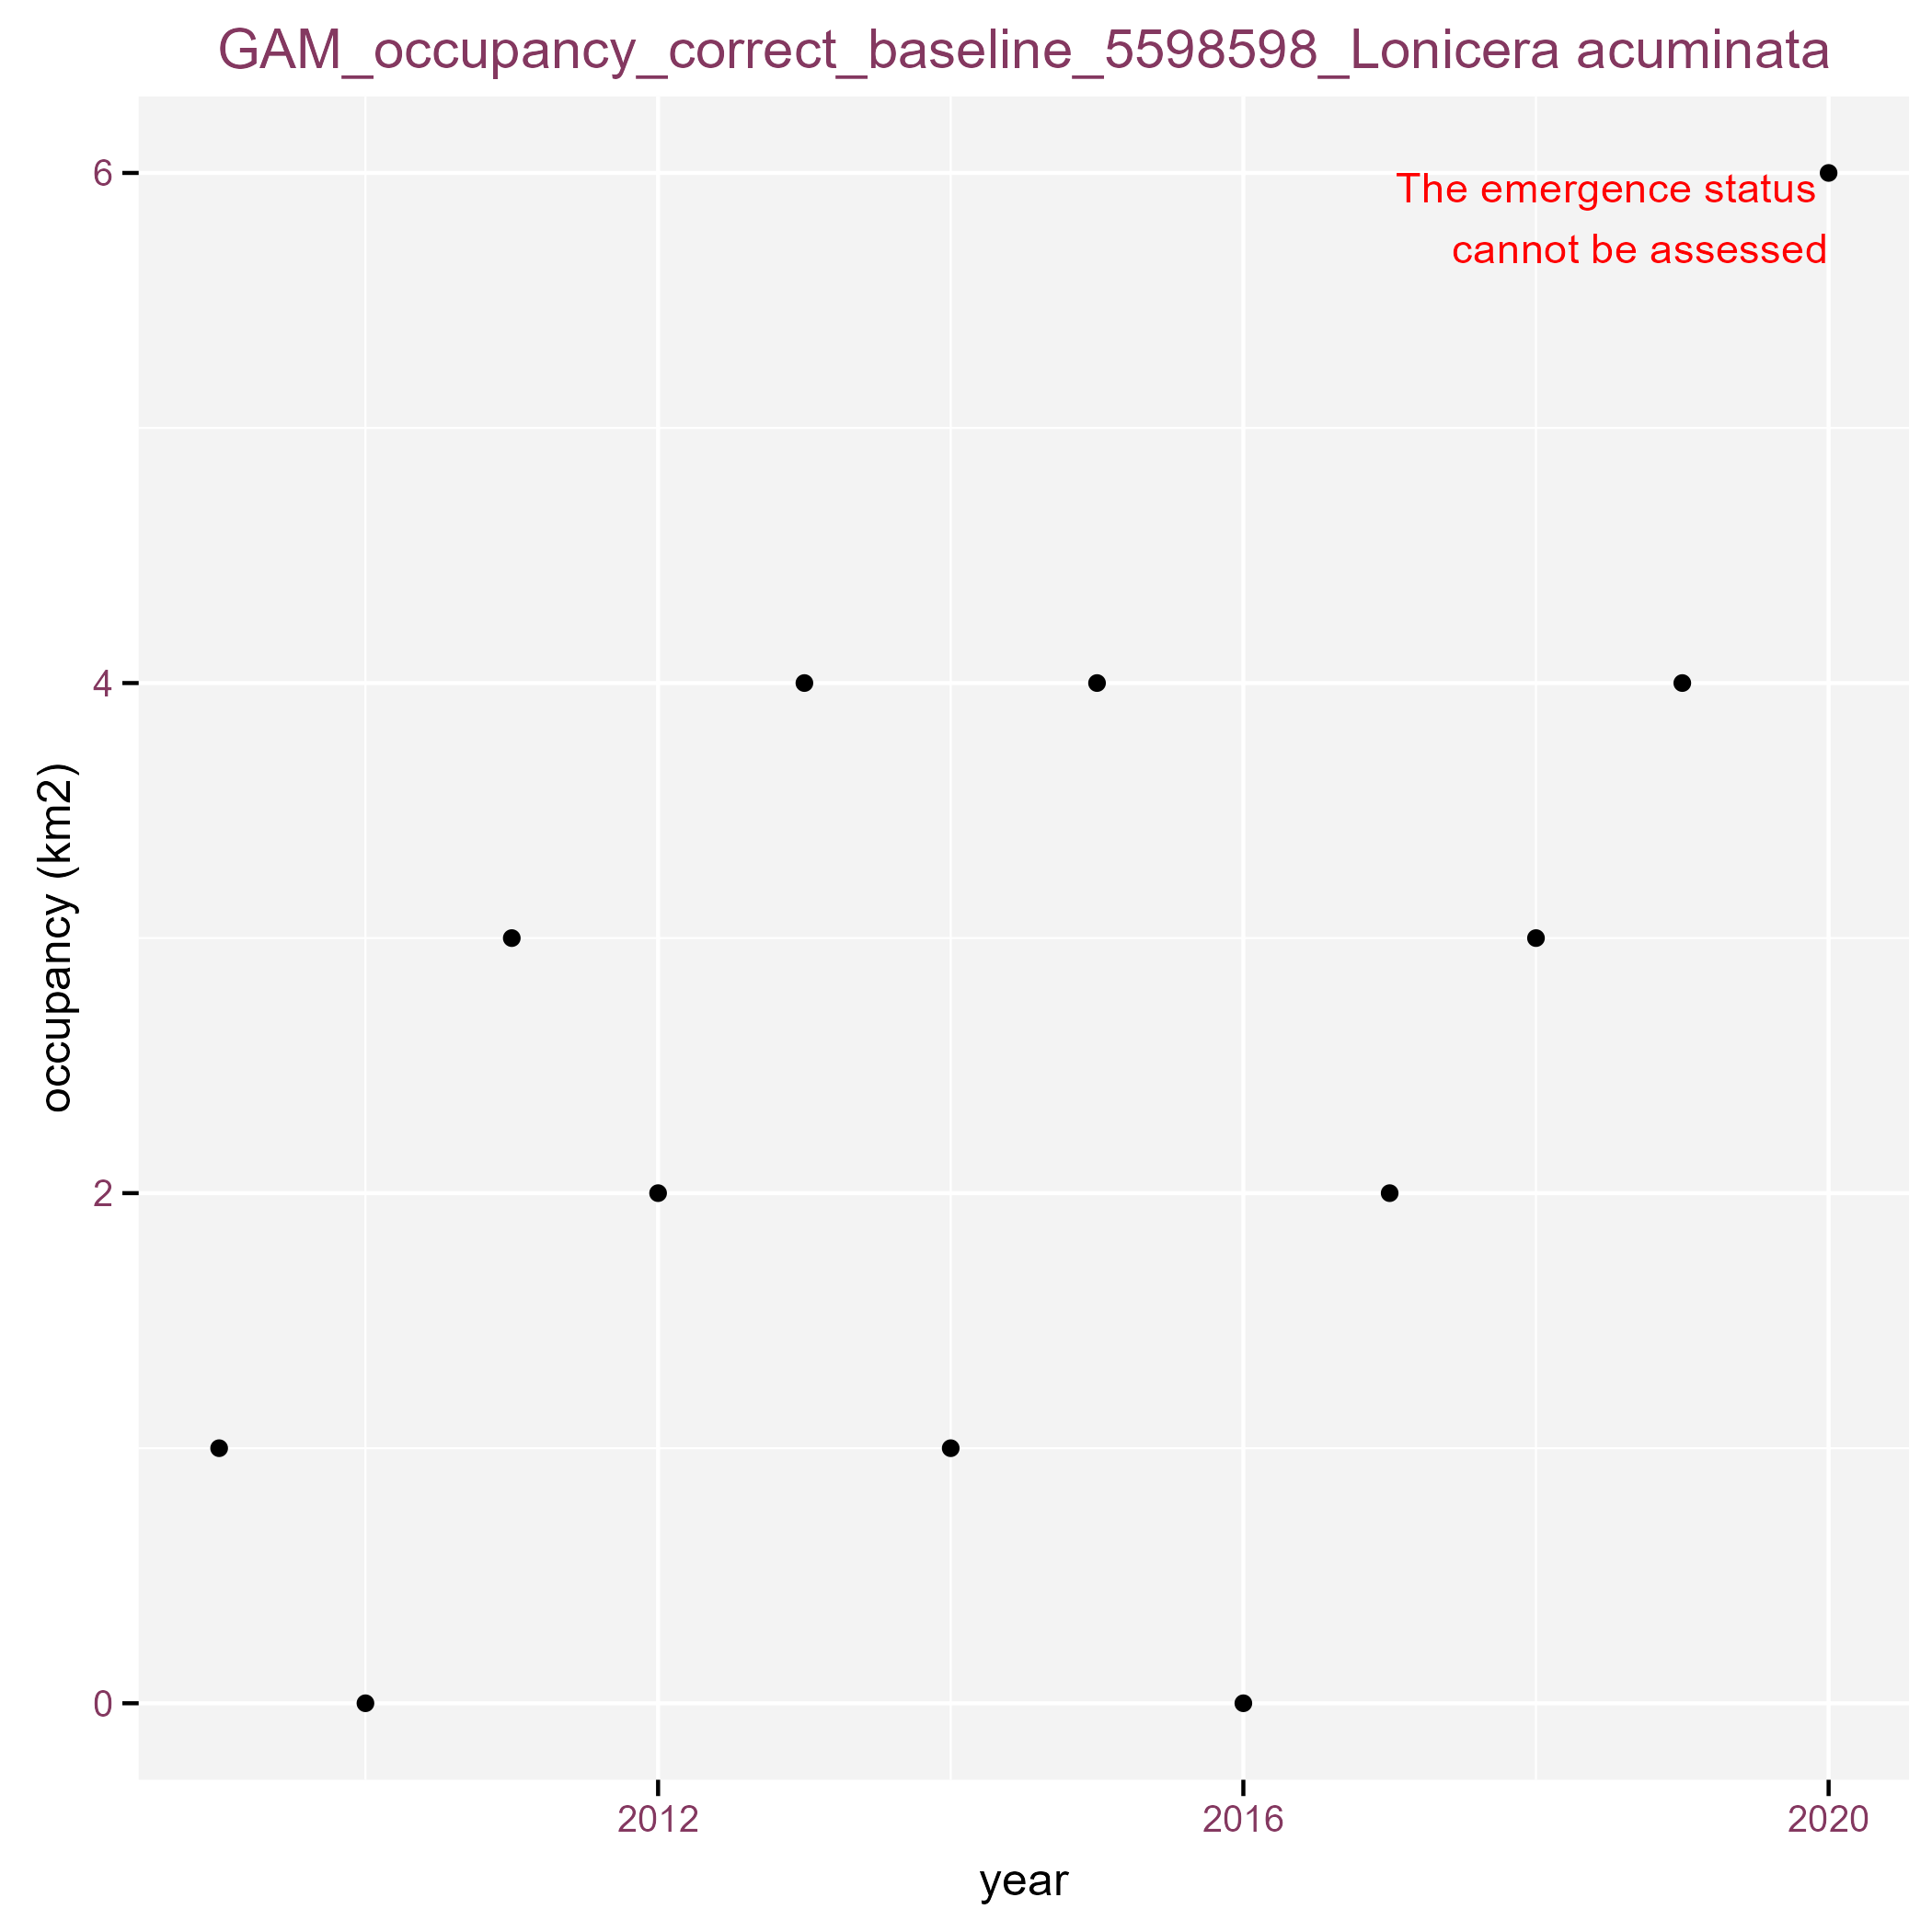 GAM_occupancy_correct_baseline_5598598_Lonicera acuminata
6
The emergence status
cannot be assessed
4
occupancy (km2)
2
0
2012
2016
2020
year